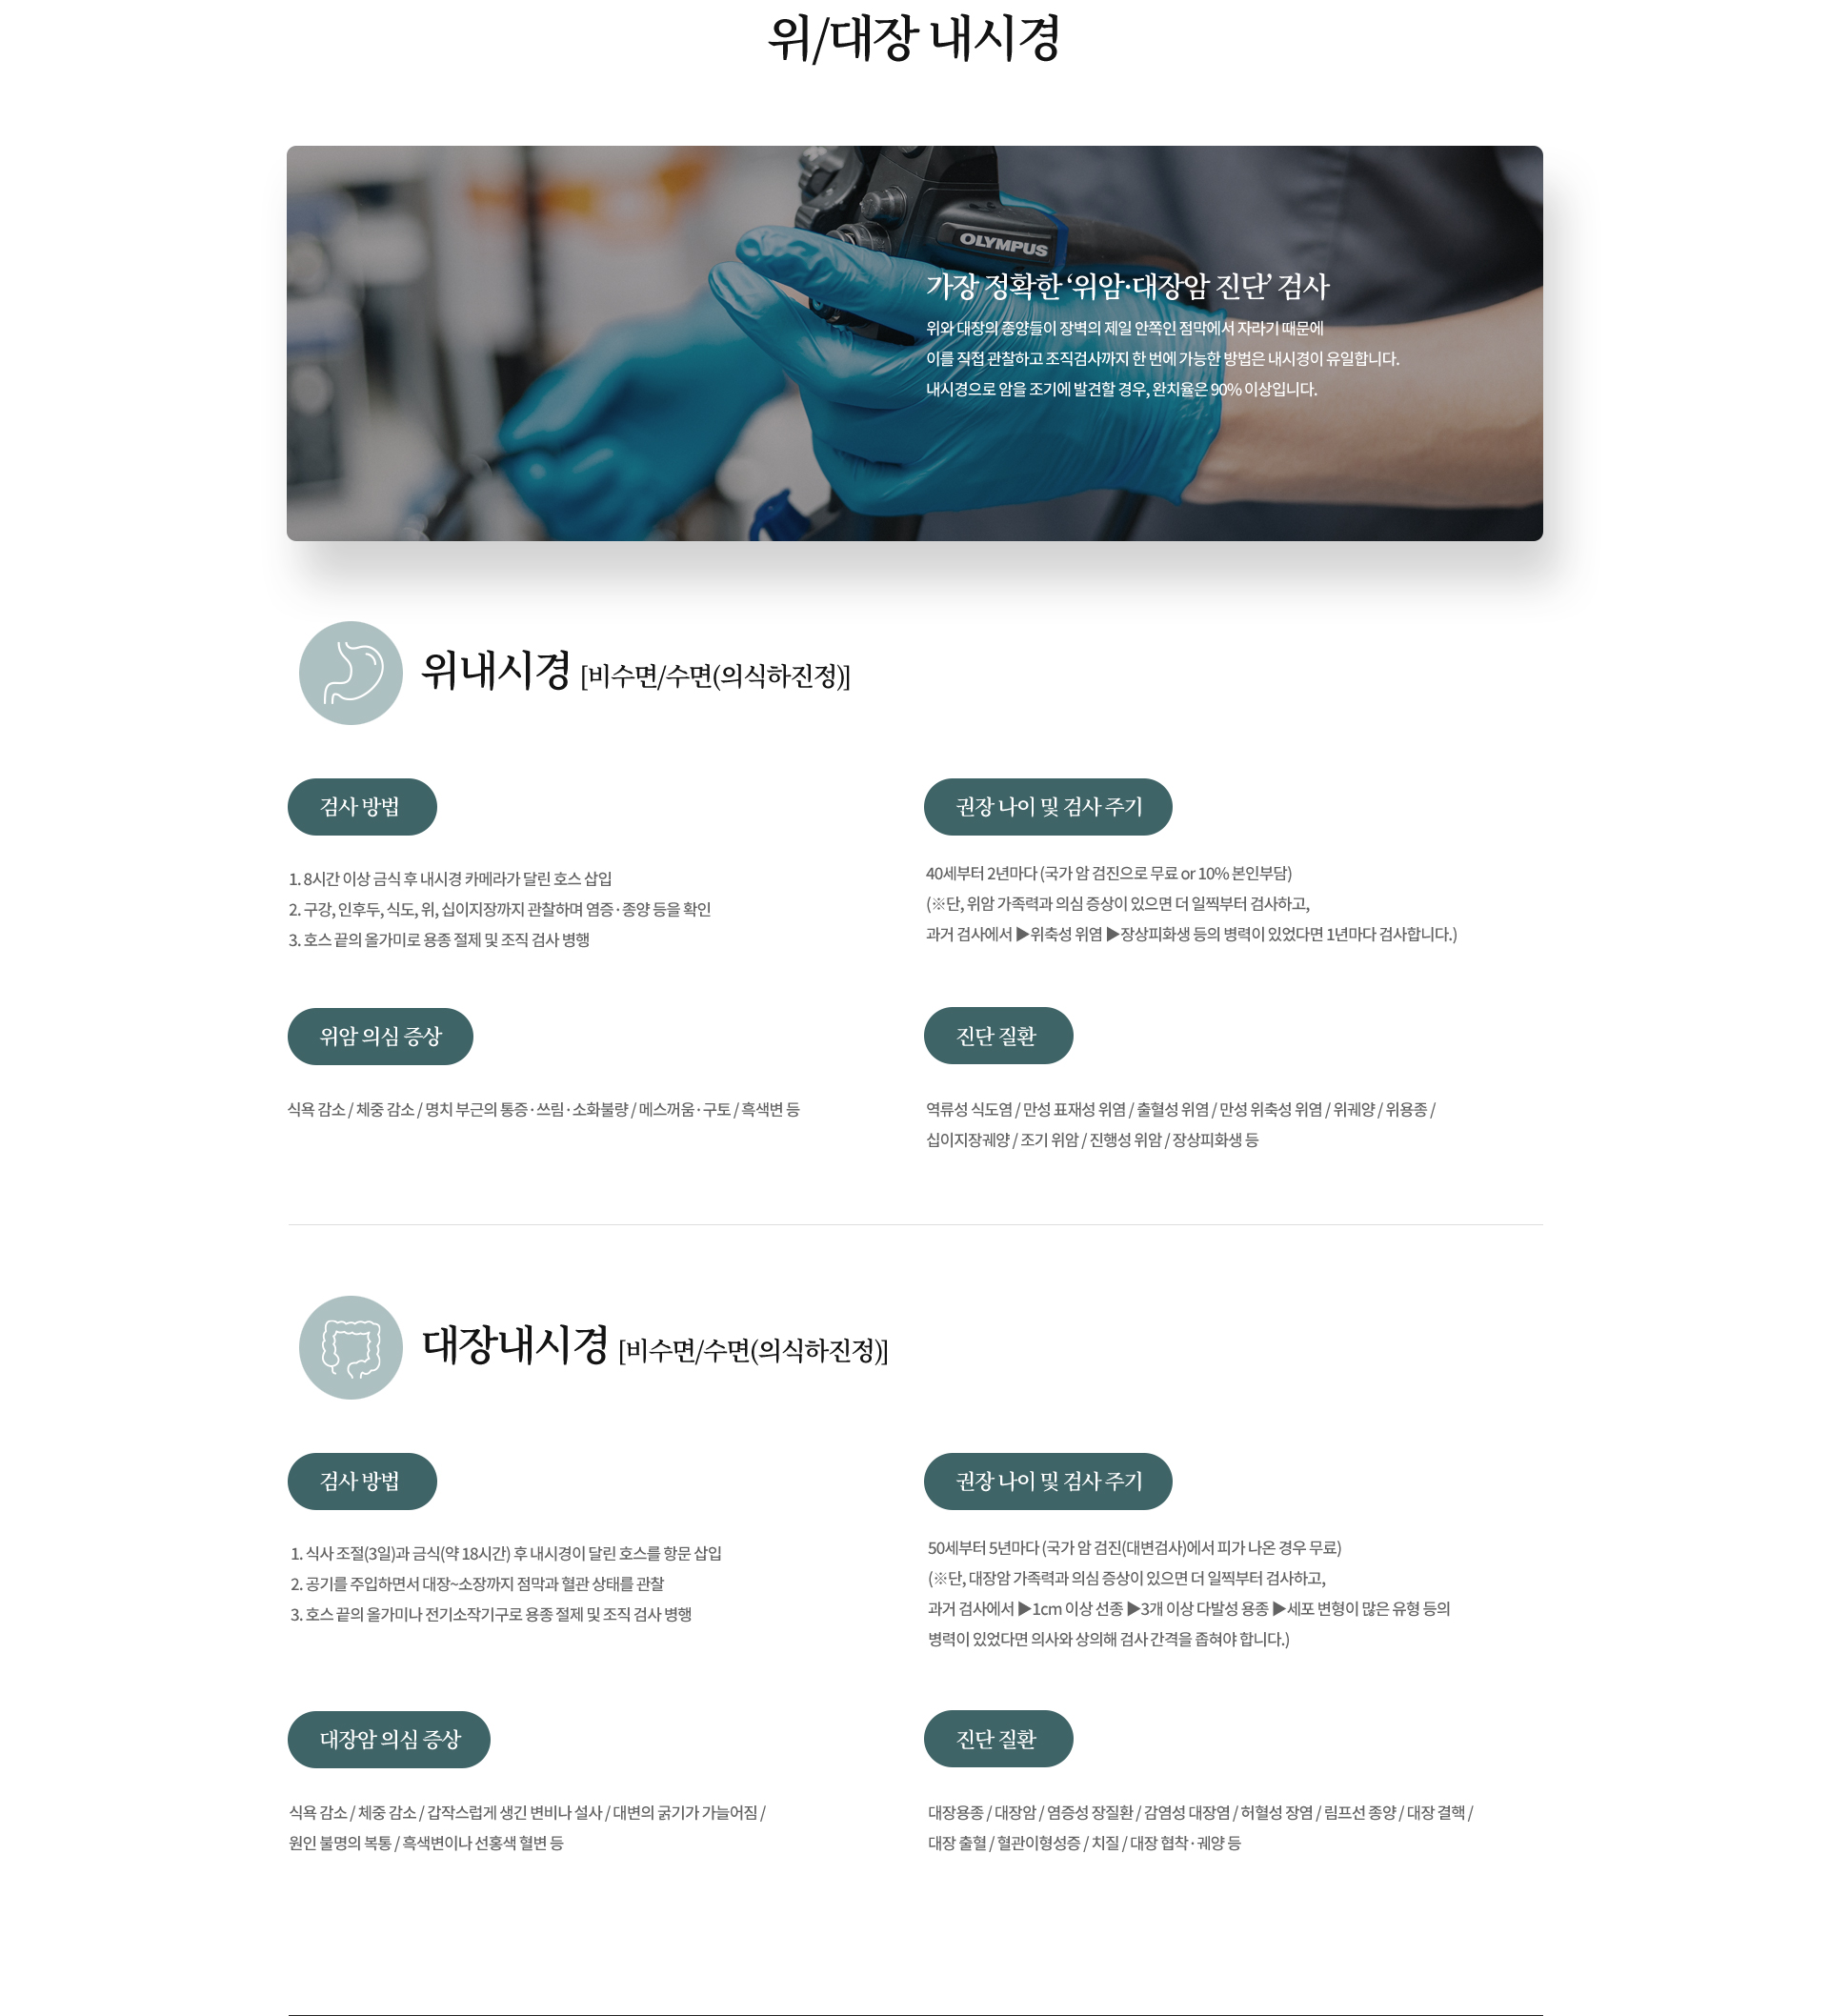 위/대장 내시경
OLYMPUS
가장 정확한 ‘위암·대장암 진단’ 검사
위와 대장의 종양들이 장벽의 제일 안쪽인 점막에서 자라기 때문에
이를 직접 관찰하고 조직검사까지 한 번에 가능한 방법은 내시경이 유일합니다.
내시경으로 암을 조기에 발견할 경우, 완치율은 90% 이상입니다.
위내시경 [비수면/수면(의식하진정)]
검사 방법
1. 8시간 이상 금식 후 내시경 카메라가 달린 호스 삽입
2. 구강, 인후두, 식도, 위, 십이지장까지 관찰하며 염증·종양 등을 확인
3. 호스 끝의 올가미로 용종 절제 및 조직 검사 병행
권장 나이 및 검사 주기
40세부터 2년마다 (국가 암 검진으로 무료 or 10% 본인부담)
(※단, 위암 가족력과 의심 증상이 있으면 더 일찍부터 검사하고,
과거 검사에서 ▶위축성 위염 ▶장상피화생 등의 병력이 있었다면 1년마다 검사합니다.)
위암 의심 증상
식욕 감소 / 체중 감소 / 명치 부근의 통증·쓰림·소화불량 / 메스꺼움·구토 / 흑색변 등
진단 질환
역류성 식도염 / 만성 표재성 위염 / 출혈성 위염 / 만성 위축성 위염 / 위궤양 / 위용종 /
십이지장궤양 / 조기 위암 / 진행성 위암 / 장상피화생 등
대장내시경 [비수면/수면(의식하진정)]
검사 방법
1. 식사 조절(3일)과 금식(약 18시간) 후 내시경이 달린 호스를 항문 삽입
2. 공기를 주입하면서 대장~소장까지 점막과 혈관 상태를 관찰
3. 호스 끝의 올가미나 전기소작기구로 용종 절제 및 조직 검사 병행
권장 나이 및 검사 주기
50세부터 5년마다 (국가 암 검진(대변검사)에서 피가 나온 경우 무료)
(※단, 대장암 가족력과 의심 증상이 있으면 더 일찍부터 검사하고,
과거 검사에서 ▶1cm 이상 선종 ▶3개 이상 다발성 용종 ▶세포 변형이 많은 유형 등의
병력이 있었다면 의사와 상의해 검사 간격을 좁혀야 합니다.)
대장암 의심 증상
식욕 감소 / 체중 감소 / 갑작스럽게 생긴 변비나 설사 / 대변의 굵기가 가늘어짐 /
원인 불명의 복통 / 흑색변이나 선홍색 혈변 등
진단 질환
대장용종 / 대장암 / 염증성 장질환 / 감염성 대장염 / 허혈성 장염 / 림프선 종양 / 대장 결핵 /
대장 출혈 / 혈관이형성증 / 치질 / 대장 협착·궤양 등